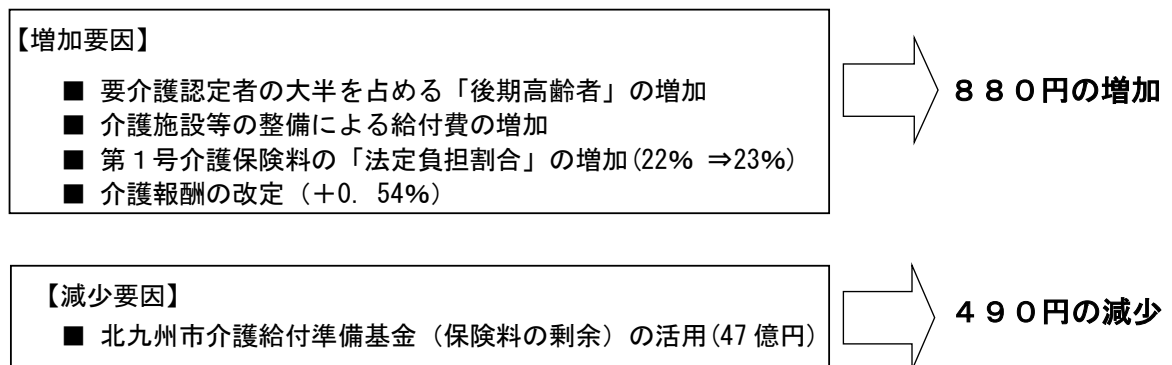 【増加要因】
■ 要介護認定者の大半を占める「後期高齢者」の増加
■ 介護施設等の整備による給付費の増加
■ 第1号介護保険料の「法定負担割合」の増加(22% ⇒23%)
■ 介護報酬の改定（+0. 54%）
880円の増加
【減少要因】
■ 北九州市介護給付準備基金（保険料の剰余）の活用(47億円)
490円の減少